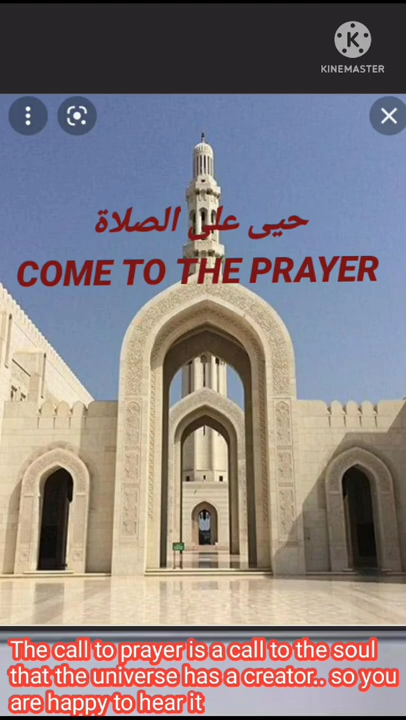 KINEMASTER
حيى على الصلاة
COME TO THE PRAYER
The call to prayer is a call to the soul
that the universe has a creator.. so you
are happy to hear it